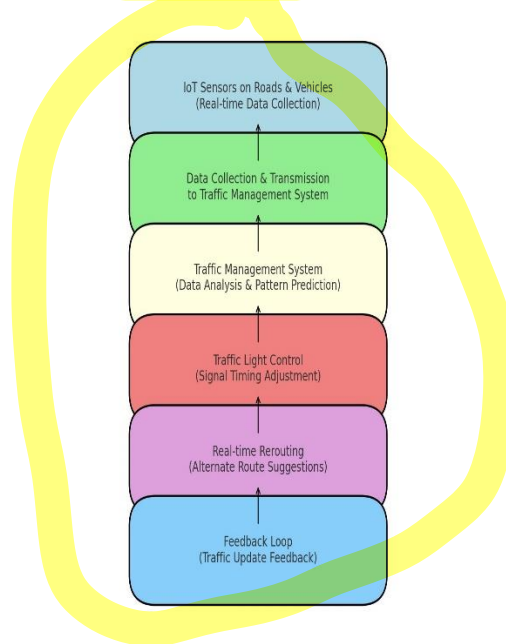 IoT Sensors on Roads & Vehicles
(Real-time Data Collection)
Data Collection & Transmission
to Traffic Management System
Traffic Management System
(Data Analysis & Pattern Prediction)
Traffic Light Control
(Signal Timing Adjustment)
Real-time Rerouting
(Alternate Route Suggestions)
Feedback Loop
(Traffic Update Feedback)